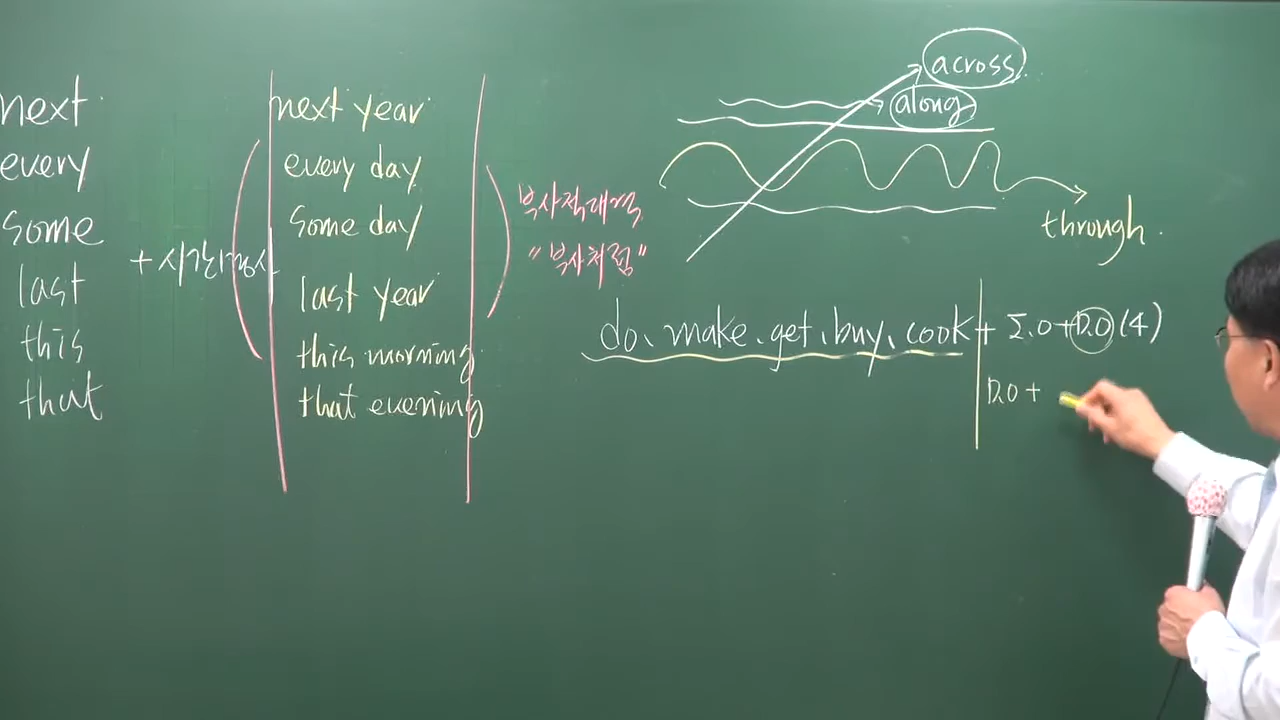 next
every
some
last
this
that
+ 시간명사
next year
every day
some day
last year
this morning
that evening
부사적대격
"부사처럼"
across
along
through.
do, make, get, buy, cook + I.O + D.O (4)
D.O +